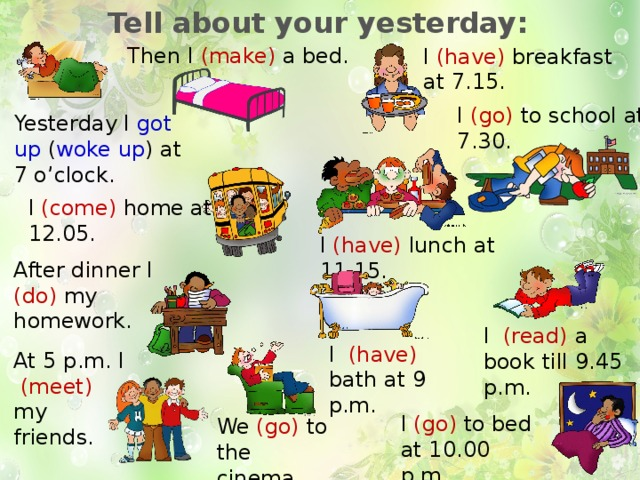 Tell about your yesterday:
Then I (make) a bed.
I (have) breakfast
at 7.15.
I (go) to school at
7.30.
Yesterday I got
up (woke up) at
7 o’clock.
I (come) home at
12.05.
I (have) lunch at
11.15.
After dinner I
(do) my
homework.
I (read) a
book till 9.45
p.m.
I (have)
bath at 9
p.m.
At 5 p.m. I
(meet)
my
friends.
We (go) to
the
cinema
I (go) to bed
at 10.00
p.m